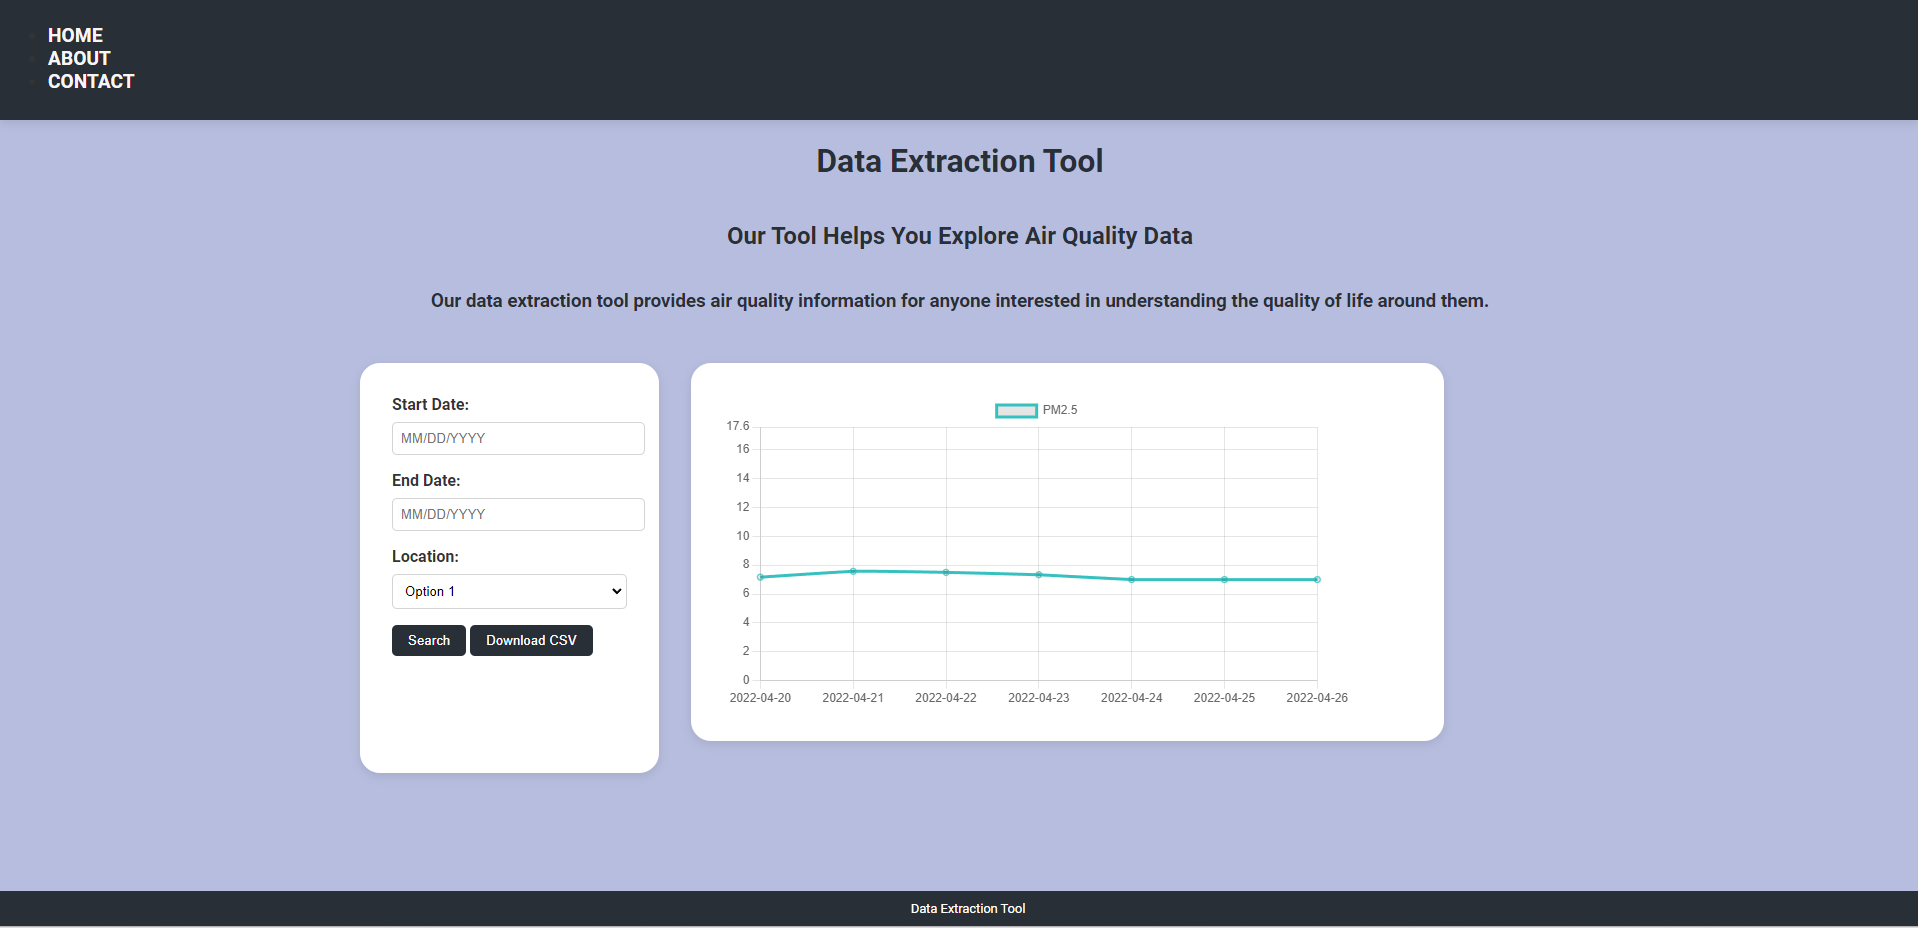 HOME
ABOUT
CONTACT
Data Extraction Tool
Our Tool Helps You Explore Air Quality Data
Our data extraction tool provides air quality information for anyone interested in understanding the quality of life around them.
Start Date:
MM/DD/YYYY
End Date:
MM/DD/YYYY
Location:
Option 1
Search Download CSV
PM2.5
17.6
16
14
12
10
8
6
4
2
0
2022-04-20 2022-04-21 2022-04-22 2022-04-23 2022-04-24 2022-04-25 2022-04-26
Data Extraction Tool